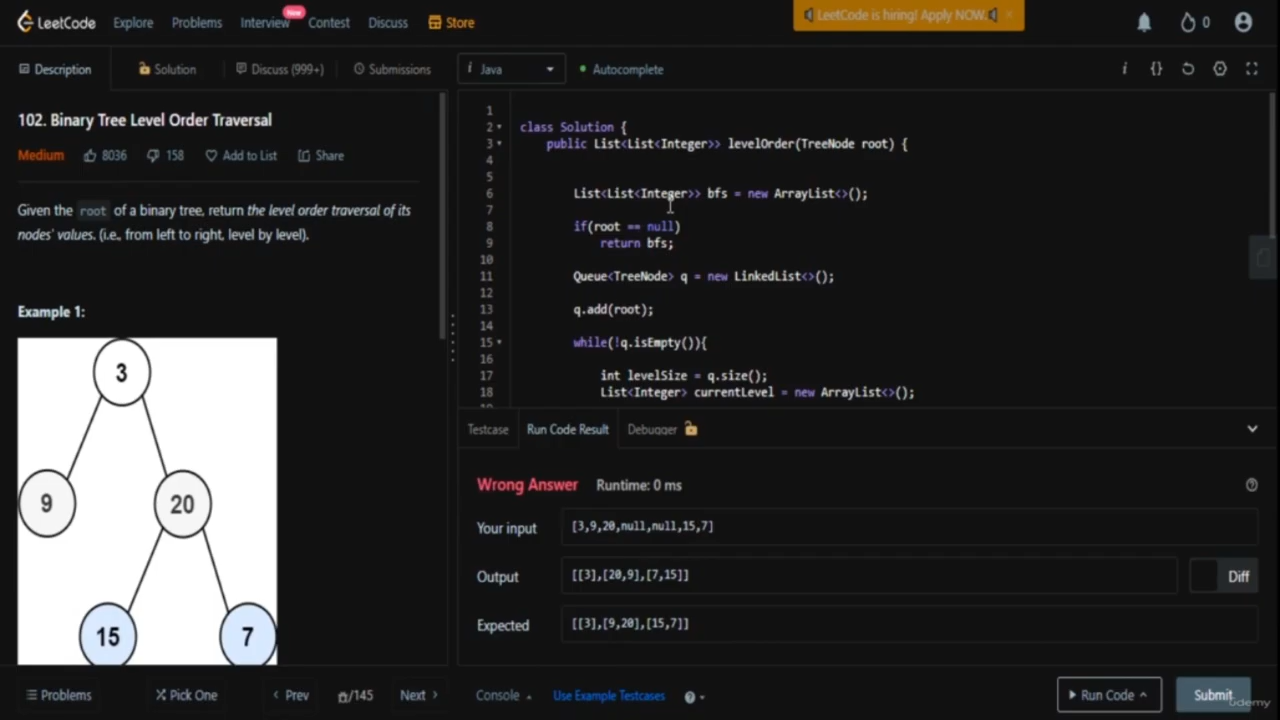 LeetCode Explore Problems Interview New Contest Discuss Store LeetCode is hiring! Apply NOW. × 0
Description Solution Discuss (999+) Submissions
i Java Autocomplete i {}
102. Binary Tree Level Order Traversal
Medium 8036 158 Add to List Share
Given the root of a binary tree, return the level order traversal of its
nodes' values. (i.e., from left to right, level by level).
Example 1:
3
9 20
15 7
1
2 class Solution {
3 public List<List<Integer>> levelOrder(TreeNode root) {
4
5
6 List<List<Integer>> bfs = new ArrayList<>();
7
8 if(root == null)
9 return bfs;
10
11 Queue<TreeNode> q = new LinkedList<>();
12
13 q.add(root);
14
15 while(!q.isEmpty()){
16
17 int levelSize = q.size();
18 List<Integer> currentLevel = new ArrayList<>();
Testcase Run Code Result Debugger
Wrong Answer Runtime: 0 ms
Your input [3,9,20,null,null,15,7]
Output [[3],[20,9],[7,15]] Diff
Expected [[3],[9,20],[15,7]]
Problems Pick One Prev /145 Next Console Use Example Testcases Run Code Submit
udemy